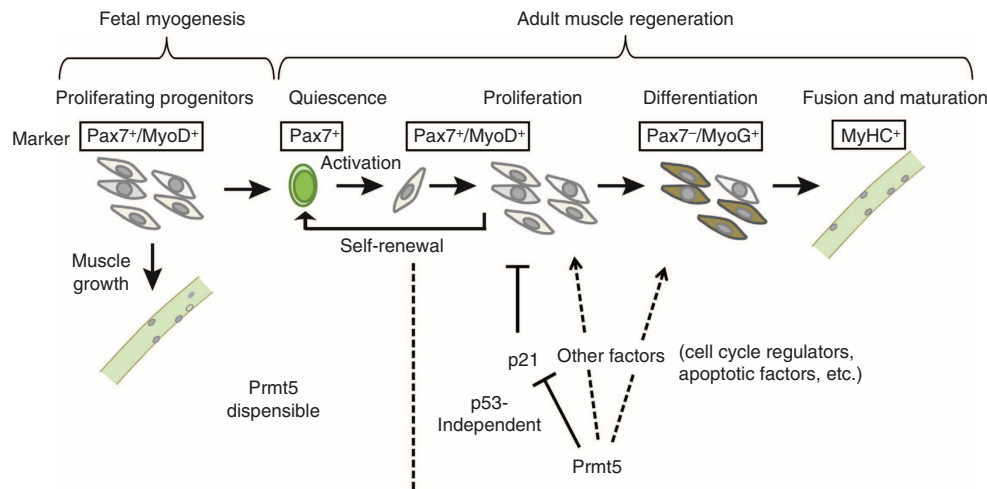 Fetal myogenesis
Adult muscle regeneration
Proliferating progenitors
Quiescence
Proliferation
Differentiation
Fusion and maturation
Marker
Pax7⁺/MyoD⁺
Pax7⁺
Pax7⁺/MyoD⁺
Pax7⁻/MyoG⁺
MyHC⁺
Activation
Self-renewal
Muscle
growth
p21
Other factors
(cell cycle regulators,
apoptotic factors, etc.)
Prmt5
dispensible
p53-
Independent
Prmt5